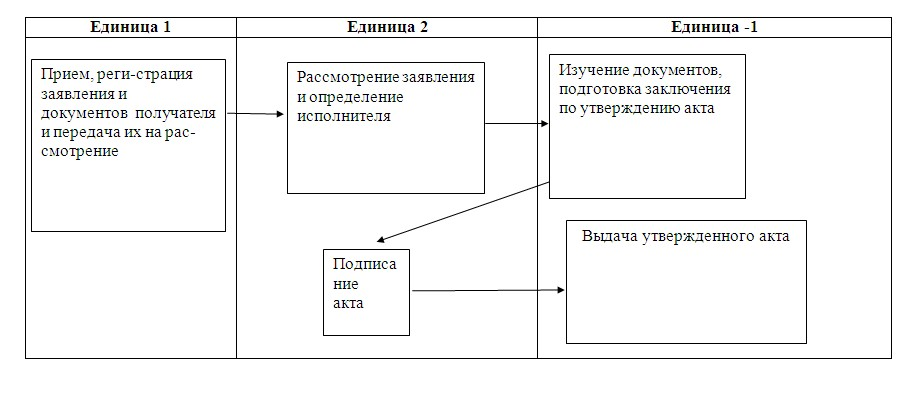 Единица 1
Единица 2
Единица -1
Прием, реги-страция
заявления и
документов получателя
и передача их на рас-
смотрение
Рассмотрение заявления
и определение
исполнителя
Изучение документов,
подготовка заключения
по утверждению акта
Подписа
ние
акта
Выдача утвержденного акта